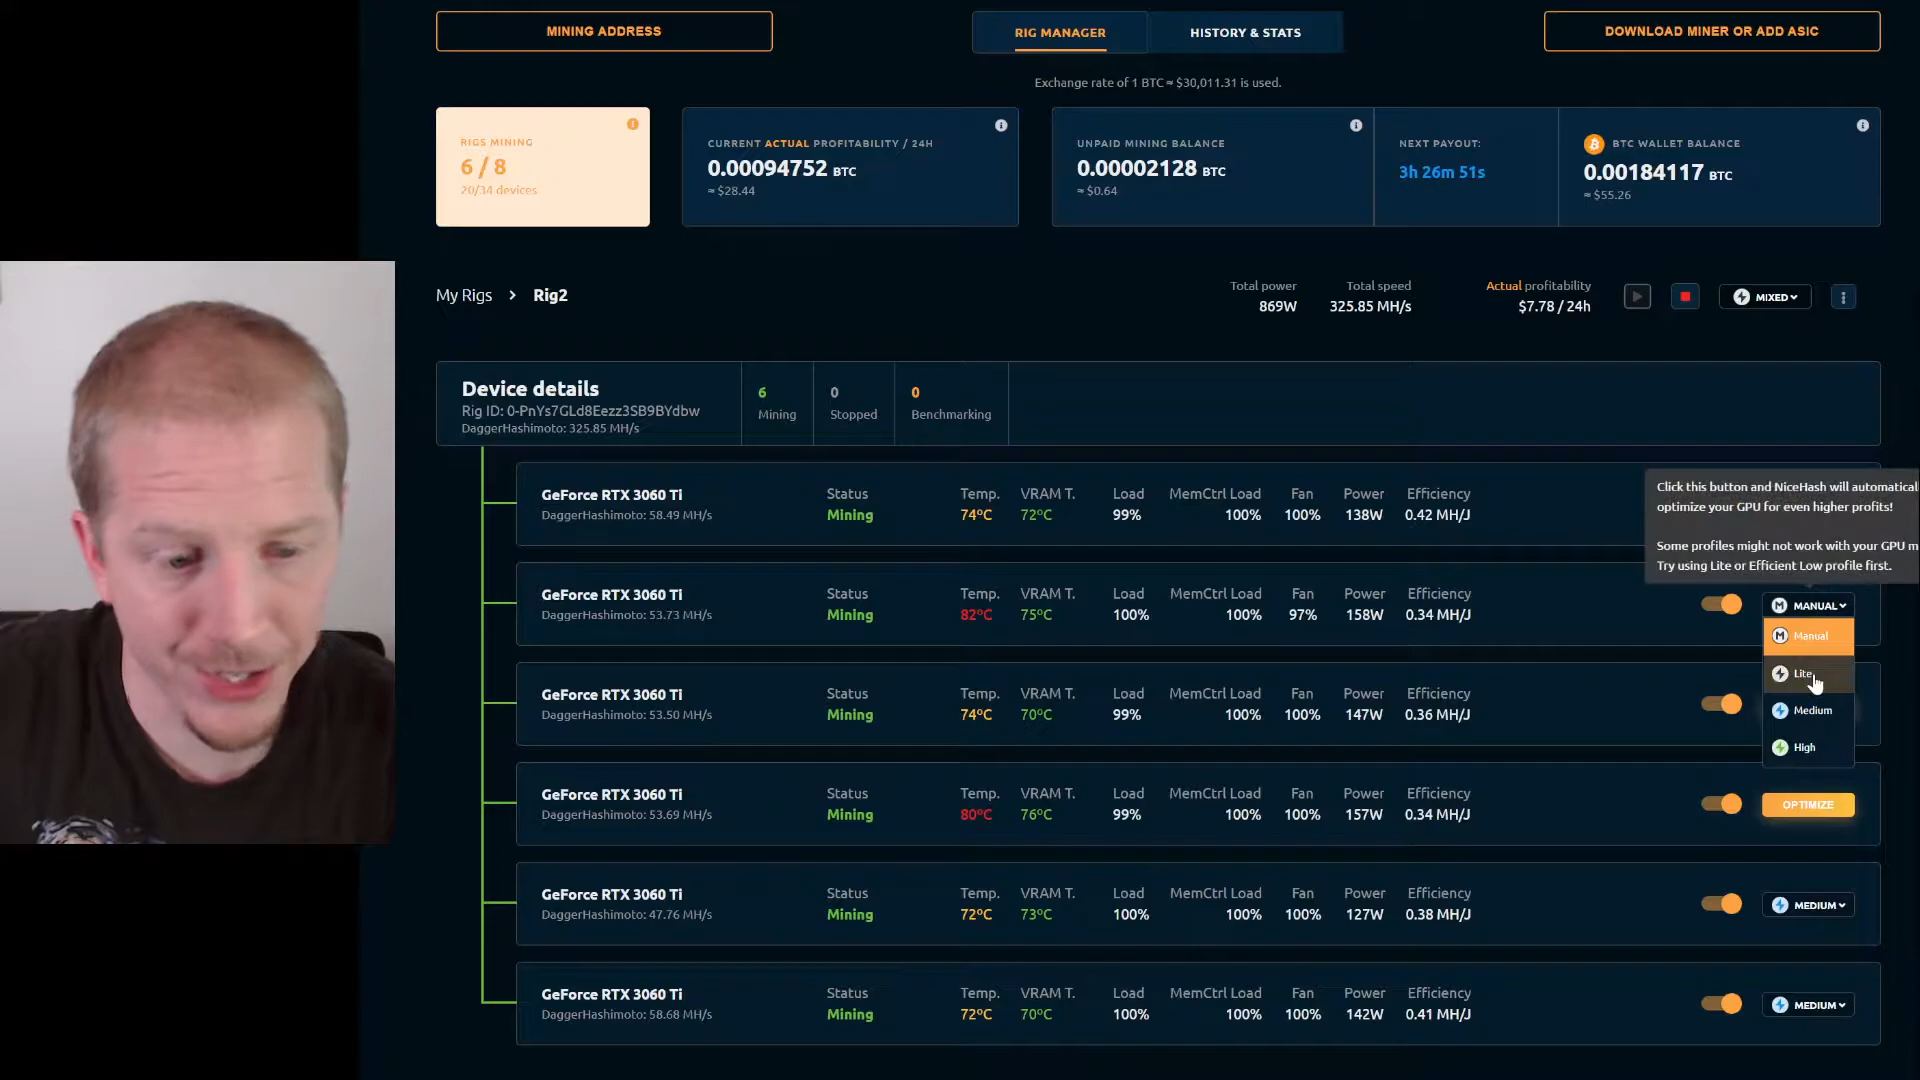 MINING ADDRESS
RIG MANAGER
HISTORY & STATS
DOWNLOAD MINER OR ADD ASIC
Exchange rate of 1 BTC ≈ $30,011.31 is used.
RIGS MINING
6 / 8
20/34 devices
CURRENT ACTUAL PROFITABILITY / 24H
0.00094752 BTC
≈ $28.44
UNPAID MINING BALANCE
0.00002128 BTC
≈ $0.64
NEXT PAYOUT:
3h 26m 51s
BTC WALLET BALANCE
0.00184117 BTC
≈ $55.26
My Rigs > Rig2
Total power
869W
Total speed
325.85 MH/s
Actual profitability
$7.78 / 24h
MIXED
Device details
Rig ID: 0-PnYs7GLd8Eezz3SB9BYdbw
DaggerHashimoto: 325.85 MH/s
6
Mining
0
Stopped
0
Benchmarking
GeForce RTX 3060 Ti Status Temp. VRAM T. Load MemCtrl Load Fan Power Efficiency
DaggerHashimoto: 58.49 MH/s Mining 74ºC 72ºC 99% 100% 100% 138W 0.42 MH/J
Click this button and NiceHash will automatical
optimize your GPU for even higher profits!
Some profiles might not work with your GPU m
Try using Lite or Efficient Low profile first.
GeForce RTX 3060 Ti Status Temp. VRAM T. Load MemCtrl Load Fan Power Efficiency
DaggerHashimoto: 53.73 MH/s Mining 82ºC 75ºC 100% 100% 97% 158W 0.34 MH/J
M MANUAL
M Manual
Lite
Medium
High
GeForce RTX 3060 Ti Status Temp. VRAM T. Load MemCtrl Load Fan Power Efficiency
DaggerHashimoto: 53.50 MH/s Mining 74ºC 70ºC 99% 100% 100% 147W 0.36 MH/J
GeForce RTX 3060 Ti Status Temp. VRAM T. Load MemCtrl Load Fan Power Efficiency
DaggerHashimoto: 53.69 MH/s Mining 80ºC 76ºC 99% 100% 100% 157W 0.34 MH/J
OPTIMIZE
GeForce RTX 3060 Ti Status Temp. VRAM T. Load MemCtrl Load Fan Power Efficiency
DaggerHashimoto: 47.76 MH/s Mining 72ºC 73ºC 100% 100% 100% 127W 0.38 MH/J
MEDIUM
GeForce RTX 3060 Ti Status Temp. VRAM T. Load MemCtrl Load Fan Power Efficiency
DaggerHashimoto: 58.68 MH/s Mining 72ºC 70ºC 100% 100% 100% 142W 0.41 MH/J
MEDIUM